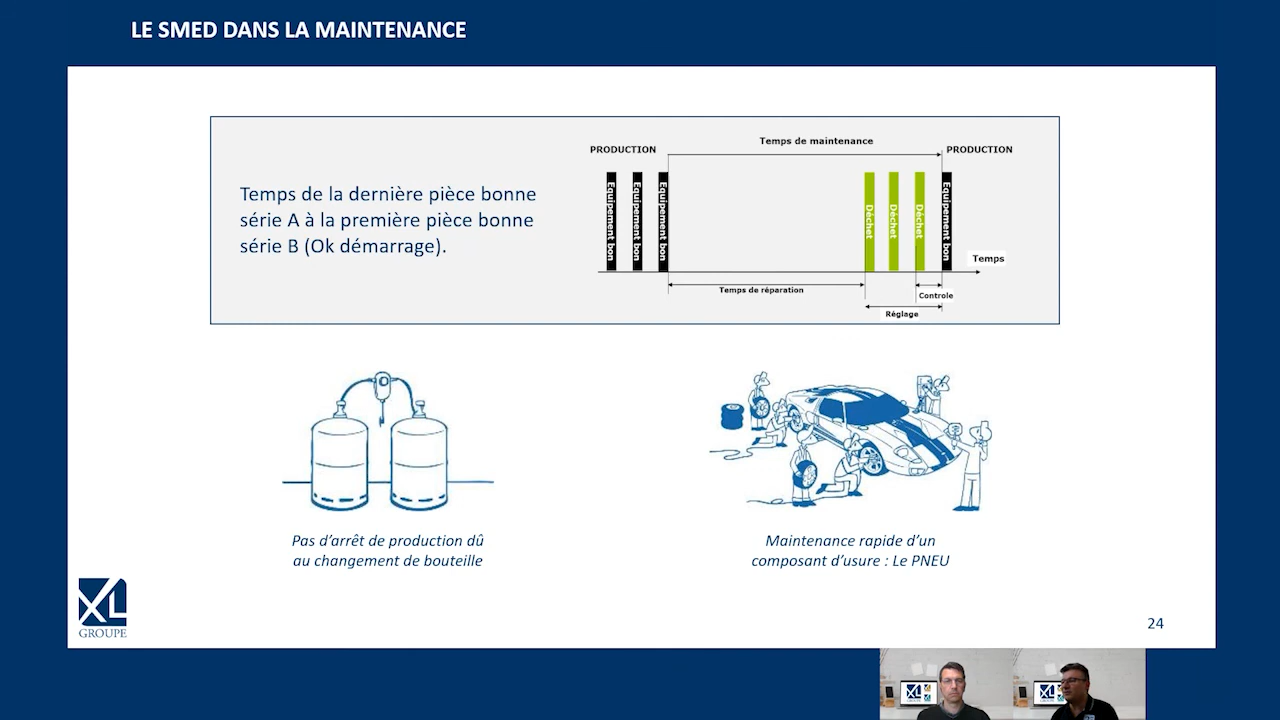 LE SMED DANS LA MAINTENANCE
Temps de la dernière pièce bonne
série A à la première pièce bonne
série B (Ok démarrage).
Temps de maintenance
PRODUCTION
PRODUCTION
Equipement bon
Equipement bon
Equipement bon
Déchet
Déchet
Déchet
Equipement bon
Temps
Temps de réparation
Controle
Réglage
Pas d’arrêt de production dû
au changement de bouteille
Maintenance rapide d’un
composant d’usure : Le PNEU
XL
GROUPE
24
XL
XL